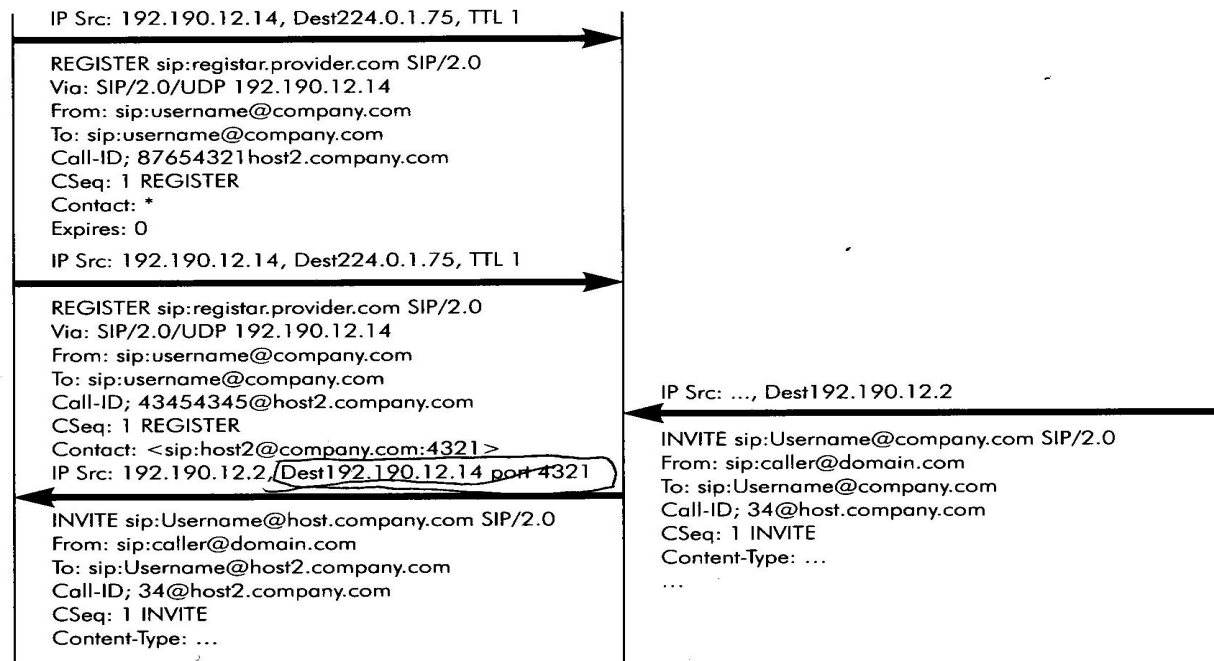 IP Src: 192.190.12.14, Dest224.0.1.75, TTL 1
REGISTER sip:registar.provider.com SIP/2.0
Via: SIP/2.0/UDP 192.190.12.14
From: sip:username@company.com
To: sip:username@company.com
Call-ID; 87654321host2.company.com
CSeq: 1 REGISTER
Contact: *
Expires: 0
IP Src: 192.190.12.14, Dest224.0.1.75, TTL 1
REGISTER sip:registar.provider.com SIP/2.0
Via: SIP/2.0/UDP 192.190.12.14
From: sip:username@company.com
To: sip:username@company.com
Call-ID; 43454345@host2.company.com
CSeq: 1 REGISTER
Contact: <sip:host2@company.com:4321>
IP Src: 192.190.12.2, Dest192.190.12.14 port 4321
INVITE sip:Username@host.company.com SIP/2.0
From: sip:caller@domain.com
To: sip:Username@host2.company.com
Call-ID; 34@host2.company.com
CSeq: 1 INVITE
Content-Type: ...
IP Src: ..., Dest192.190.12.2
INVITE sip:Username@company.com SIP/2.0
From: sip:caller@domain.com
To: sip:Username@company.com
Call-ID; 34@host.company.com
CSeq: 1 INVITE
Content-Type: ...
...